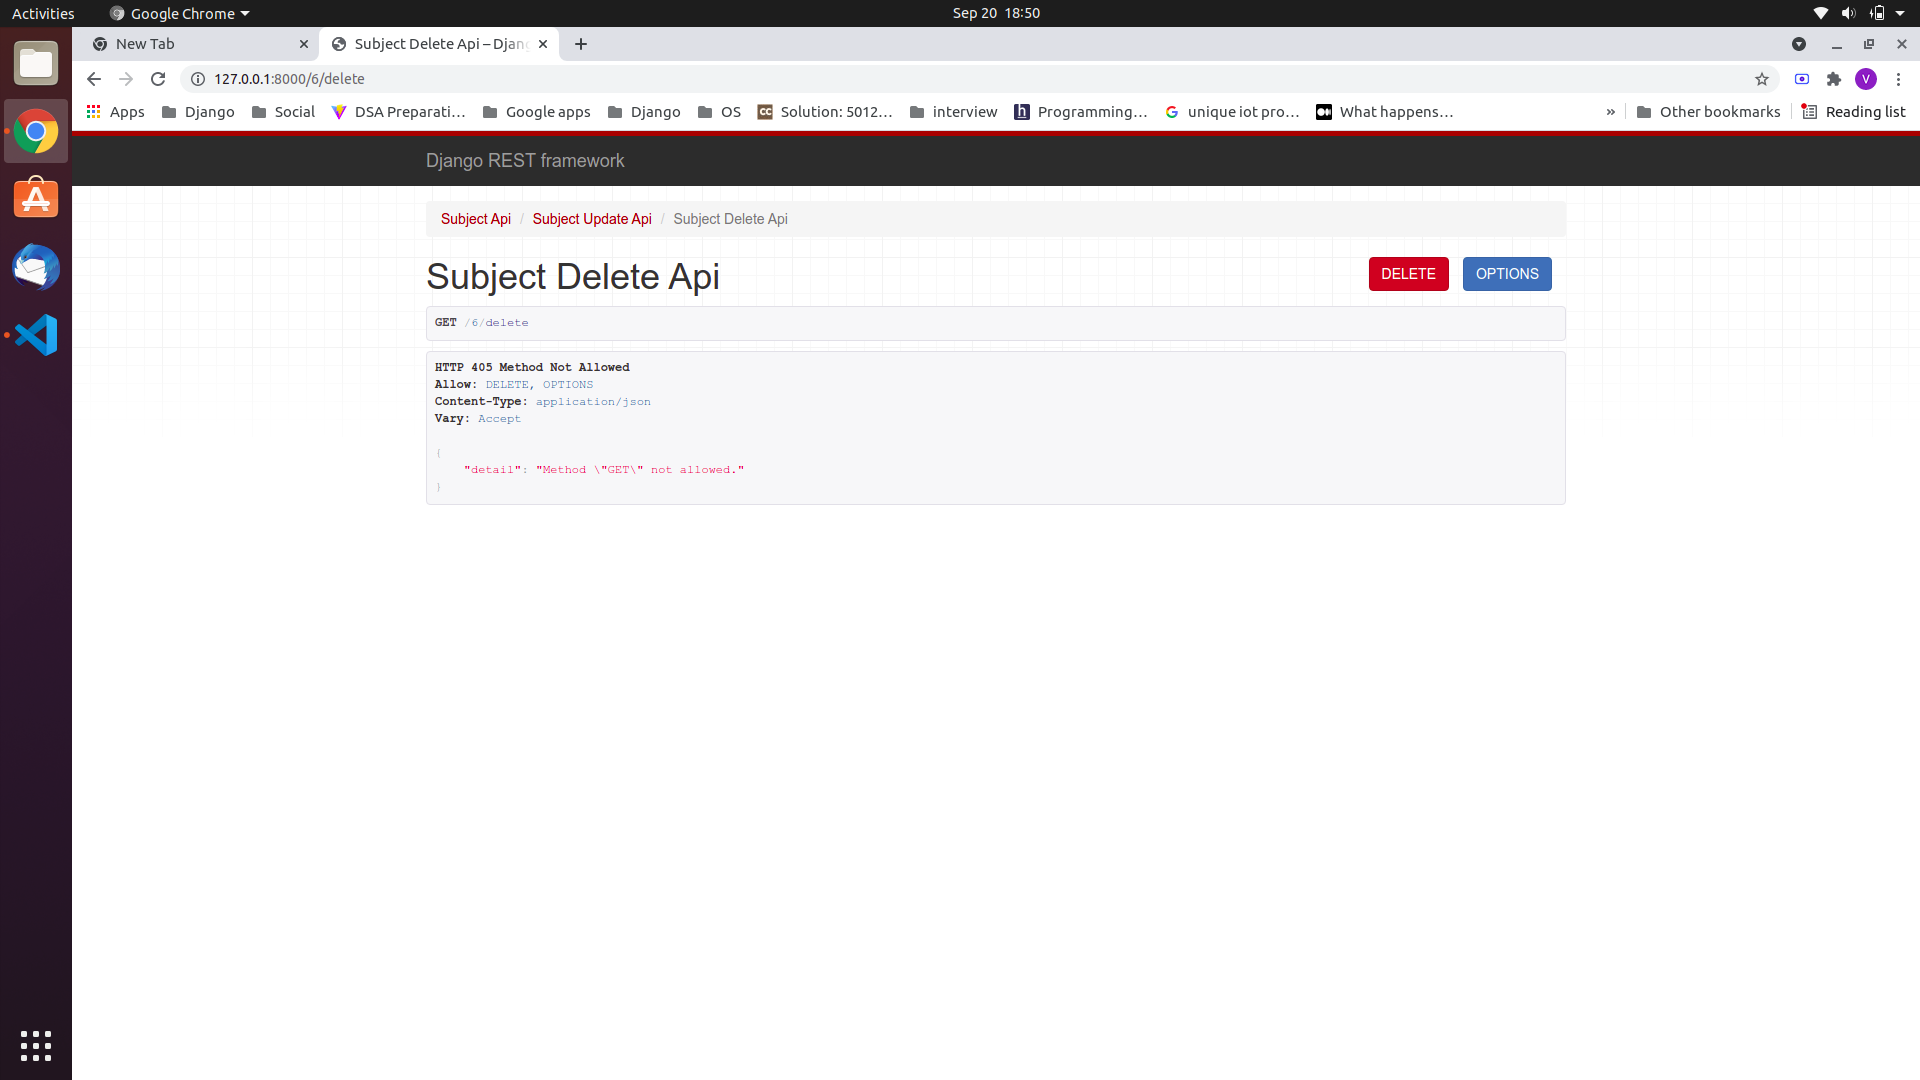 Activities Google Chrome Sep 20 18:50
New Tab Subject Delete Api – Djan
127.0.0.1:8000/6/delete V
Apps Django Social DSA Preparati… Google apps Django OS CC Solution: 5012… interview h Programming… G unique iot pro… What happens… » Other bookmarks Reading list
Django REST framework
Subject Api / Subject Update Api / Subject Delete Api
Subject Delete Api DELETE OPTIONS
GET /6/delete
HTTP 405 Method Not Allowed
Allow: DELETE, OPTIONS
Content-Type: application/json
Vary: Accept
{
"detail": "Method \"GET\" not allowed."
}